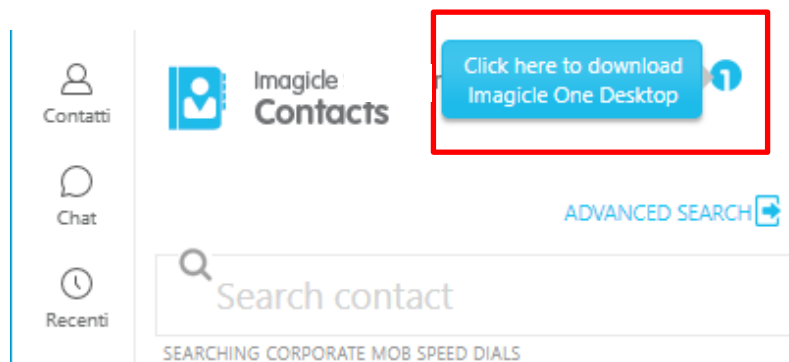 Contatti
Chat
Recenti
Imagicle
Contacts
Click here to download
Imagicle One Desktop
1
ADVANCED SEARCH
Search contact
SEARCHING CORPORATE MOB SPEED DIALS